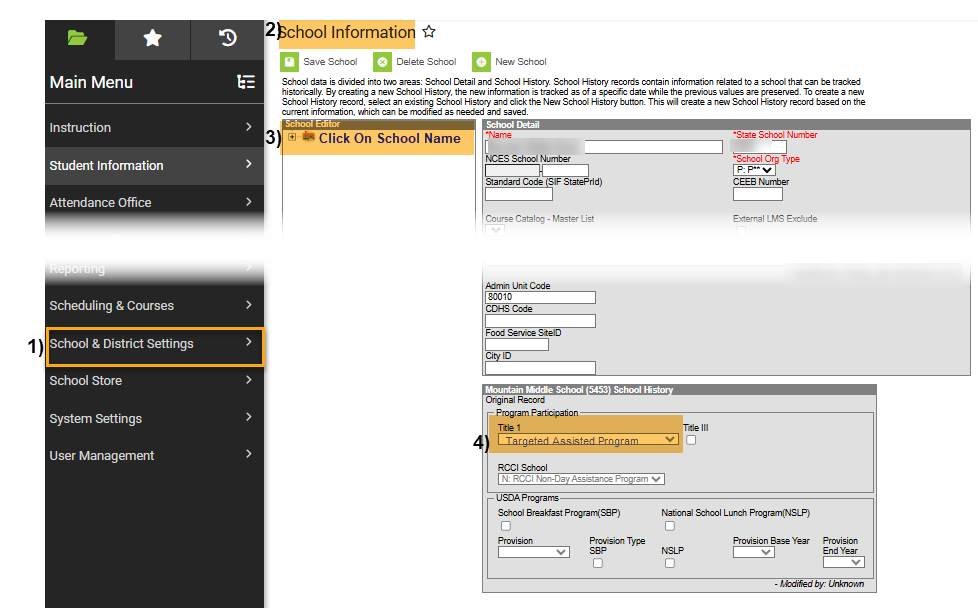 Main Menu
Instruction
Student Information
Attendance Office
Reporting
Scheduling & Courses
1)
School & District Settings
School Store
System Settings
User Management
2)
School Information
Save School
Delete School
New School
School data is divided into two areas: School Detail and School History. School History records contain information related to a school that can be tracked
historically. By creating a new School History, the new information is tracked as of a specific date while the previous values are preserved. To create a new
School History record, select an existing School History and click the New School History button. This will create a new School History record based on the
current information, which can be modified as needed and saved.
School Editor
3)
Click On School Name
School Detail
*Name
*State School Number
NCES School Number
*School Org Type
-
P: P**
Standard Code (SIF StatePrId)
CEEB Number
Course Catalog - Master List
External LMS Exclude
Admin Unit Code
80010
CDHS Code
Food Service SiteID
City ID
Mountain Middle School (5453) School History
Original Record
Program Participation
Title 1
Title III
4)
Targeted Assisted Program
RCCI School
N: RCCI Non-Day Assistance Program
USDA Programs
School Breakfast Program(SBP)
National School Lunch Program(NSLP)
Provision
Provision Type
SBP
NSLP
Provision Base Year
Provision
End Year
- Modified by: Unknown